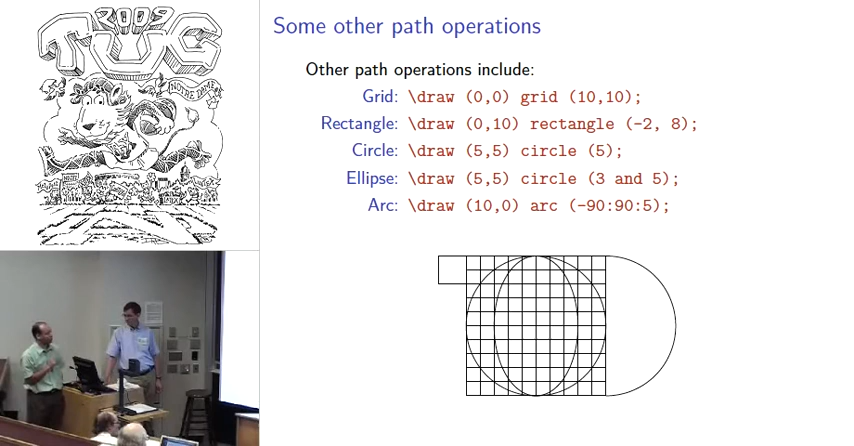 2009
TUG
NOTRE DAME
Some other path operations
Other path operations include:
Grid: \draw (0,0) grid (10,10);
Rectangle: \draw (0,10) rectangle (-2, 8);
Circle: \draw (5,5) circle (5);
Ellipse: \draw (5,5) circle (3 and 5);
Arc: \draw (10,0) arc (-90:90:5);